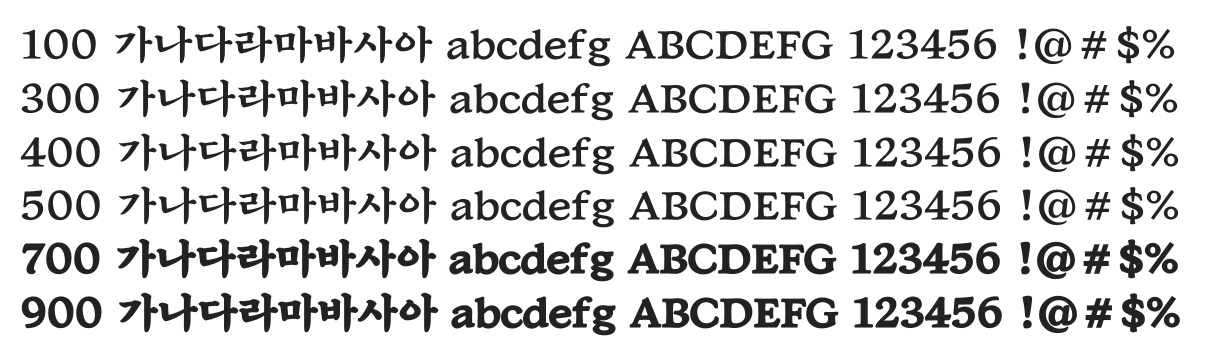 100 가나다라마바사아 abcdefg ABCDEFG 123456 !@#$%
300 가나다라마바사아 abcdefg ABCDEFG 123456 !@#$%
400 가나다라마바사아 abcdefg ABCDEFG 123456 !@#$%
500 가나다라마바사아 abcdefg ABCDEFG 123456 !@#$%
700 가나다라마바사아 abcdefg ABCDEFG 123456 !@#$%
900 가나다라마바사아 abcdefg ABCDEFG 123456 !@#$%